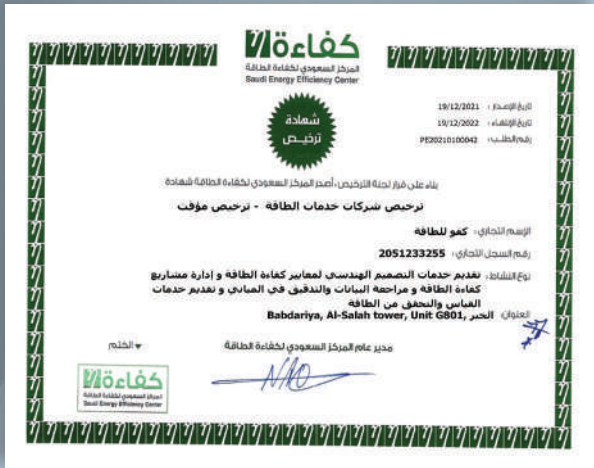 كفاءة
المركز السعودي لكفاءة الطاقة
Saudi Energy Efficiency Center
شهادة
ترخيص
تاريخ الإصدار : 19/12/2021
تاريخ الإنتهاء : 19/12/2022
رقم الطلب : PE20210100042
بناء على قرار لجنة الترخيص، أصدر المركز السعودي لكفاءة الطاقة شهادة
ترخيص شركات خدمات الطاقة - ترخيص مؤقت
الإسم التجاري: كفو للطاقة
رقم السجل التجاري: 2051233255
نوع النشاط: تقديم خدمات التصميم الهندسي لمعايير كفاءة الطاقة و إدارة مشاريع
كفاءة الطاقة و مراجعة البيانات والتدقيق في المباني و تقديم خدمات
القياس والتحقق من الطاقة
العنوان: الخبر, Babdariya, Al-Salah tower, Unit G801
مدير عام المركز السعودي لكفاءة الطاقة
الختم
كفاءة
المركز السعودي لكفاءة الطاقة
Saudi Energy Efficiency Center